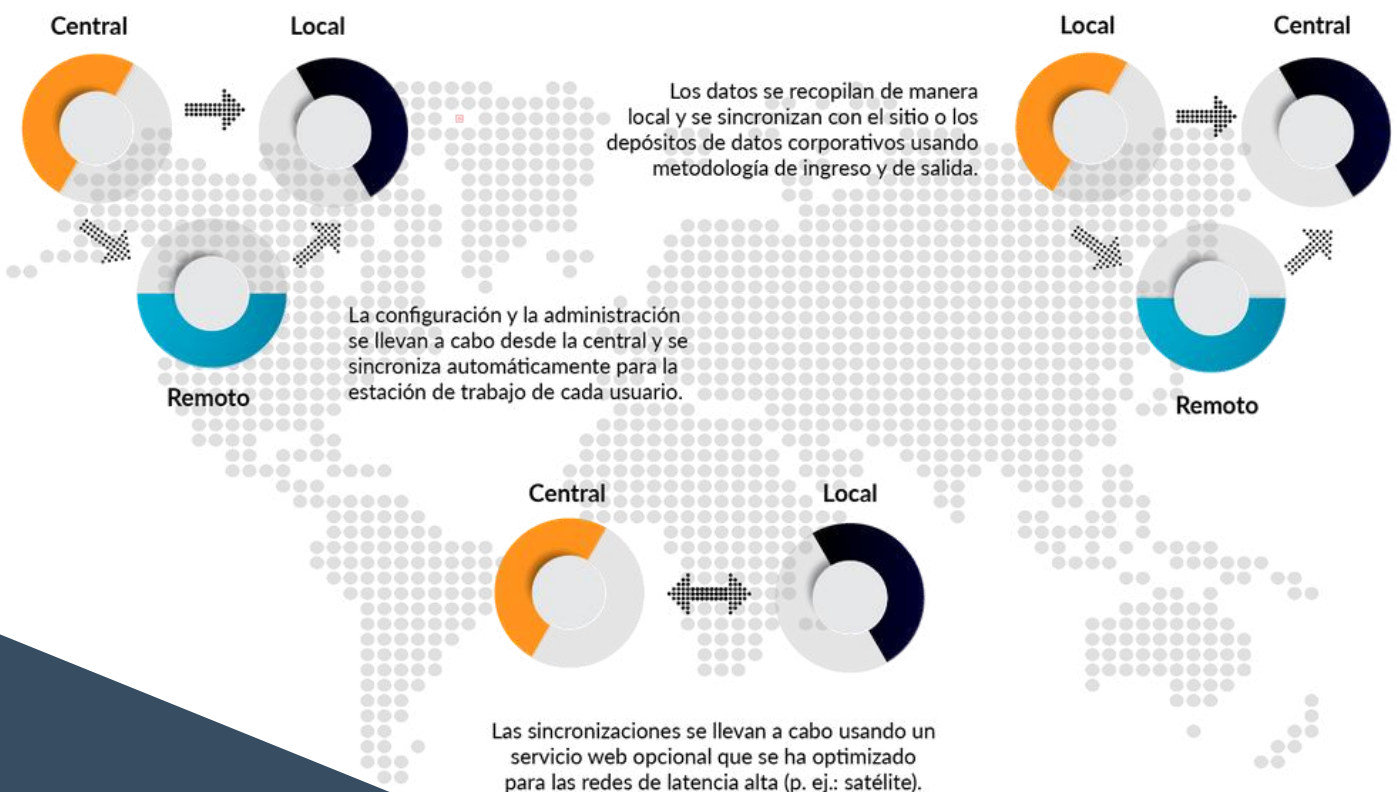 Central
Local
Remoto
La configuración y la administración
se llevan a cabo desde la central y se
sincroniza automáticamente para la
estación de trabajo de cada usuario.
Local
Central
Los datos se recopilan de manera
local y se sincronizan con el sitio o los
depósitos de datos corporativos usando
metodología de ingreso y de salida.
Remoto
Central
Local
Las sincronizaciones se llevan a cabo usando un
servicio web opcional que se ha optimizado
para las redes de latencia alta (p. ej.: satélite).